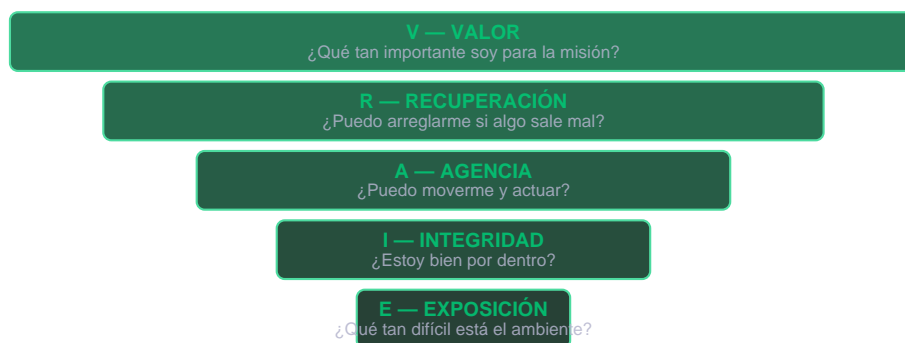 V — VALOR
¿Qué tan importante soy para la misión?
R — RECUPERACIÓN
¿Puedo arreglarme si algo sale mal?
A — AGENCIA
¿Puedo moverme y actuar?
I — INTEGRIDAD
¿Estoy bien por dentro?
E — EXPOSICIÓN
¿Qué tan difícil está el ambiente?